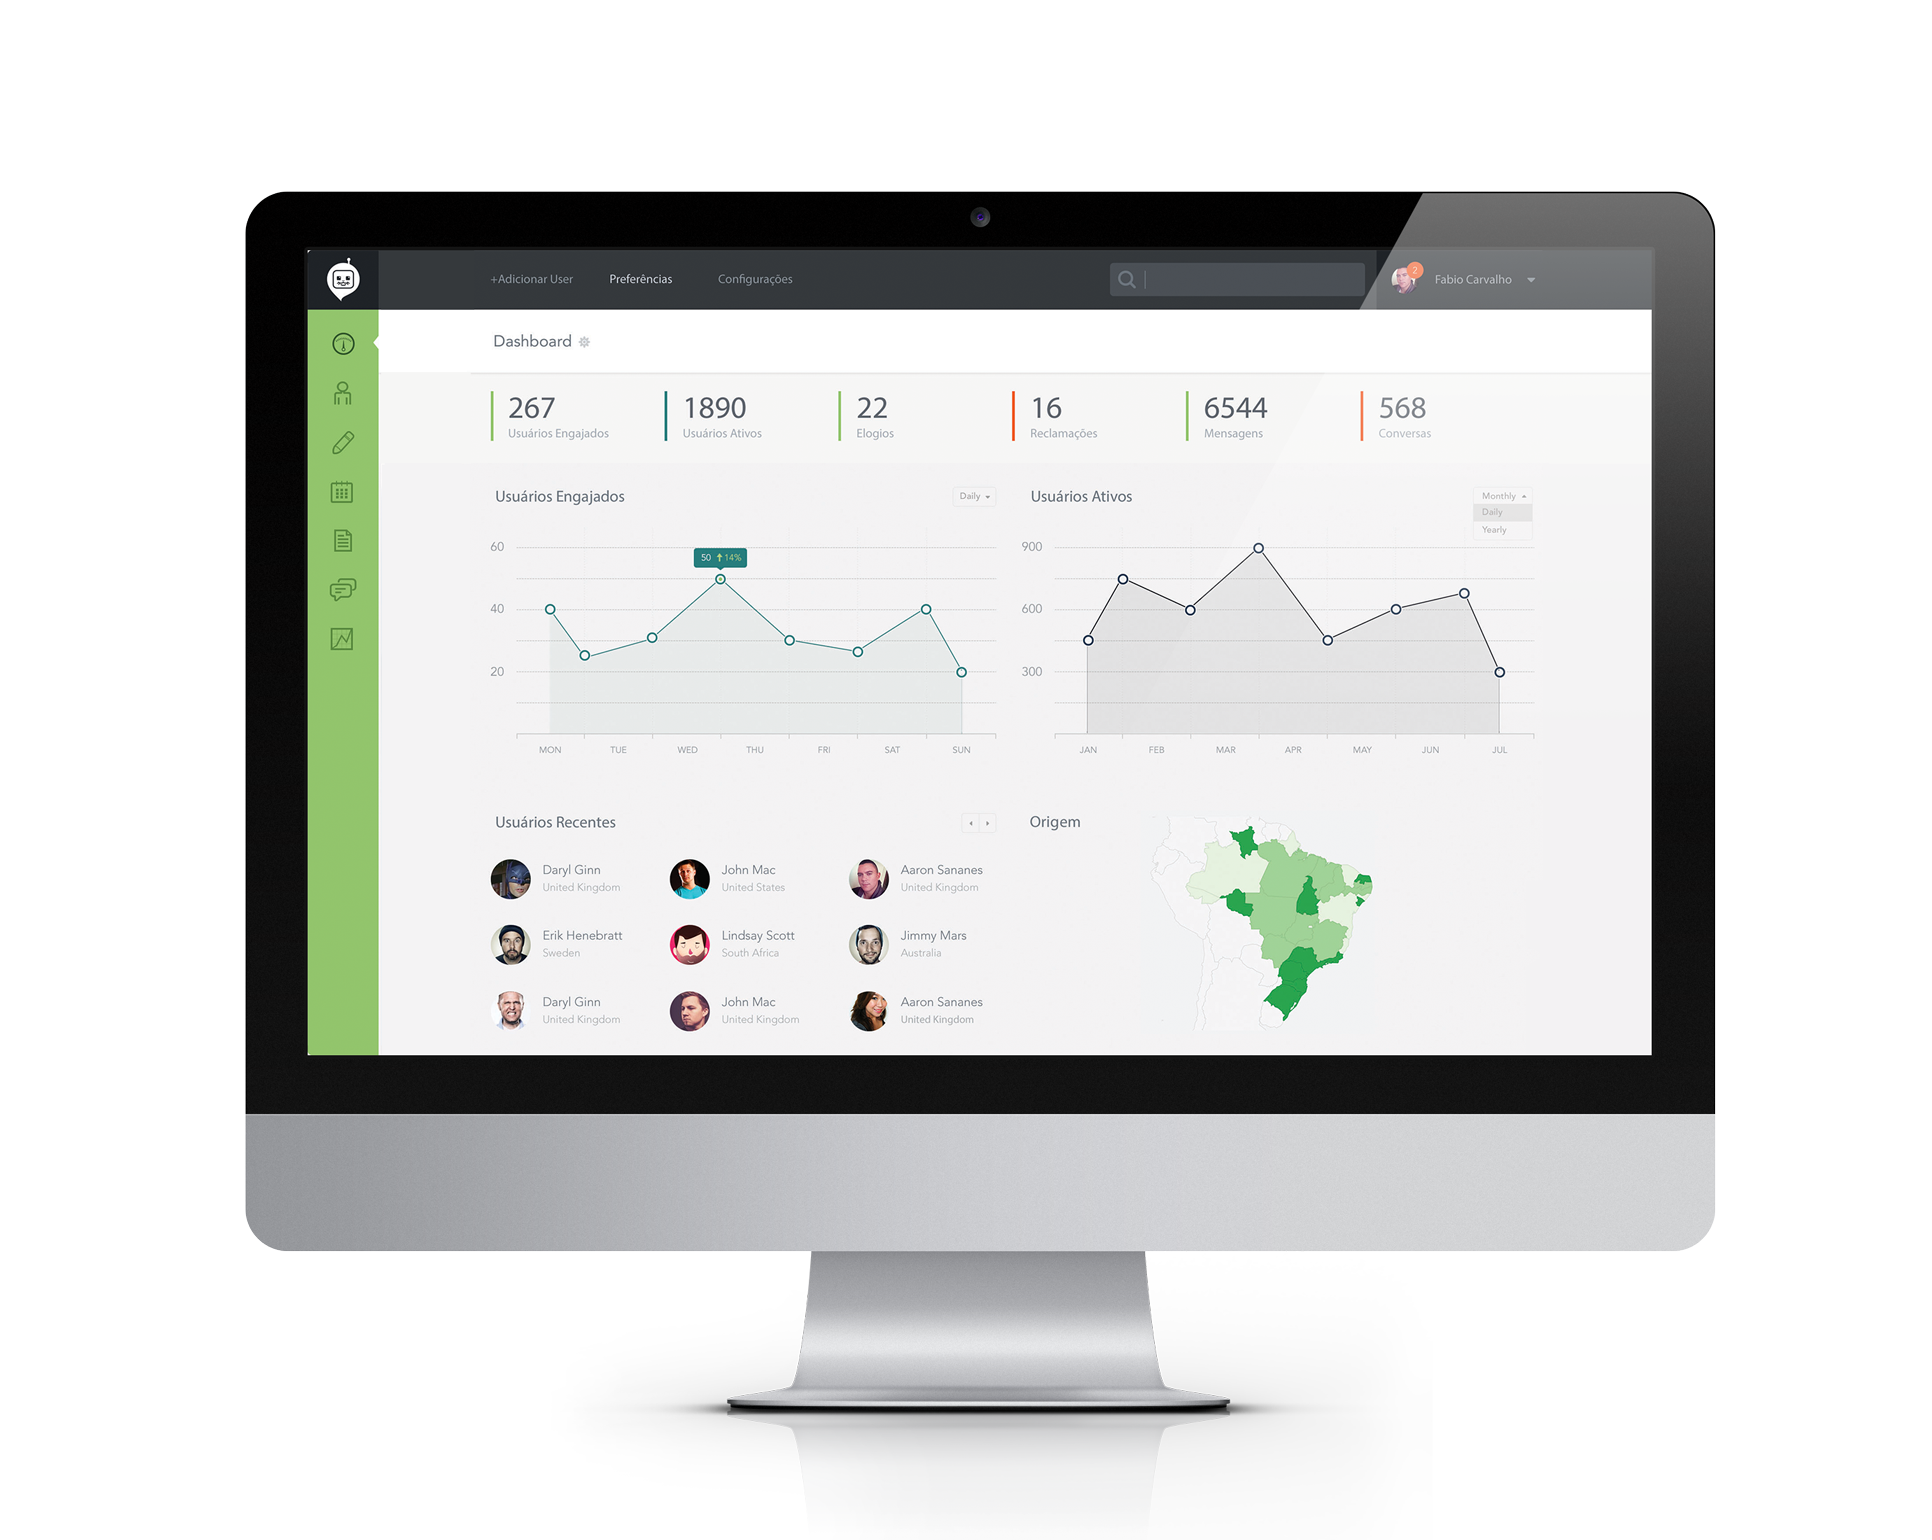 +Adicionar User Preferências Configurações 2 Fabio Carvalho
Dashboard
267 1890 22 16 6544 568
Usuários Engajados Usuários Ativos Elogios Reclamações Mensagens Conversas
Usuários Engajados Daily
60
50 14%
40
20
MON TUE WED THU FRI SAT SUN
Usuários Ativos Monthly
Daily
Yearly
900
600
300
JAN FEB MAR APR MAY JUN JUL
Usuários Recentes
Daryl Ginn John Mac Aaron Sananes
United Kingdom United States United Kingdom
Erik Henebratt Lindsay Scott Jimmy Mars
Sweden South Africa Australia
Daryl Ginn John Mac Aaron Sananes
United Kingdom United Kingdom United Kingdom
Origem